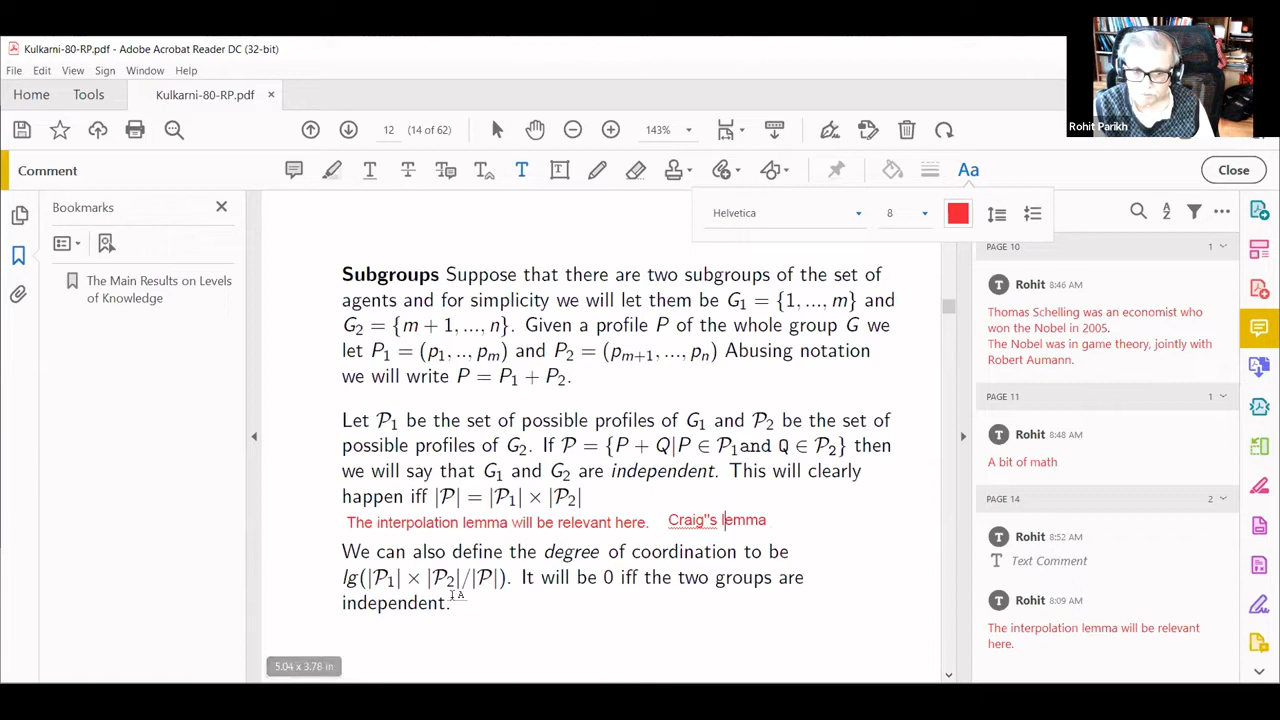 Kulkarni-80-RP.pdf - Adobe Acrobat Reader DC (32-bit)
File Edit View Sign Window Help
Home Tools Kulkarni-80-RP.pdf ×
12 (14 of 62) 143%
Rohit Parikh
Comment Aa Close
Bookmarks
Helvetica 8
The Main Results on Levels
of Knowledge
Subgroups Suppose that there are two subgroups of the set of
agents and for simplicity we will let them be G₁ = {1, ..., m} and
G₂ = {m + 1, ..., n}. Given a profile P of the whole group G we
let P₁ = (p₁, .., pₘ) and P₂ = (pₘ₊₁, ..., pₙ) Abusing notation
we will write P = P₁ + P₂.
Let 𝒫₁ be the set of possible profiles of G₁ and 𝒫₂ be the set of
possible profiles of G₂. If 𝒫 = {P + Q|P ∈ 𝒫₁and Q ∈ 𝒫₂} then
we will say that G₁ and G₂ are independent. This will clearly
happen iff |𝒫| = |𝒫₁| × |𝒫₂|
The interpolation lemma will be relevant here. Craig"s lemma
We can also define the degree of coordination to be
lg(|𝒫₁| × |𝒫₂|/|𝒫|). It will be 0 iff the two groups are
independent.
5.04 x 3.78 in
PAGE 10 1
Rohit 8:46 AM
Thomas Schelling was an economist who
won the Nobel in 2005.
The Nobel was in game theory, jointly with
Robert Aumann.
PAGE 11 1
Rohit 8:48 AM
A bit of math
PAGE 14 2
Rohit 8:52 AM
Text Comment
Rohit 8:09 AM
The interpolation lemma will be relevant
here.